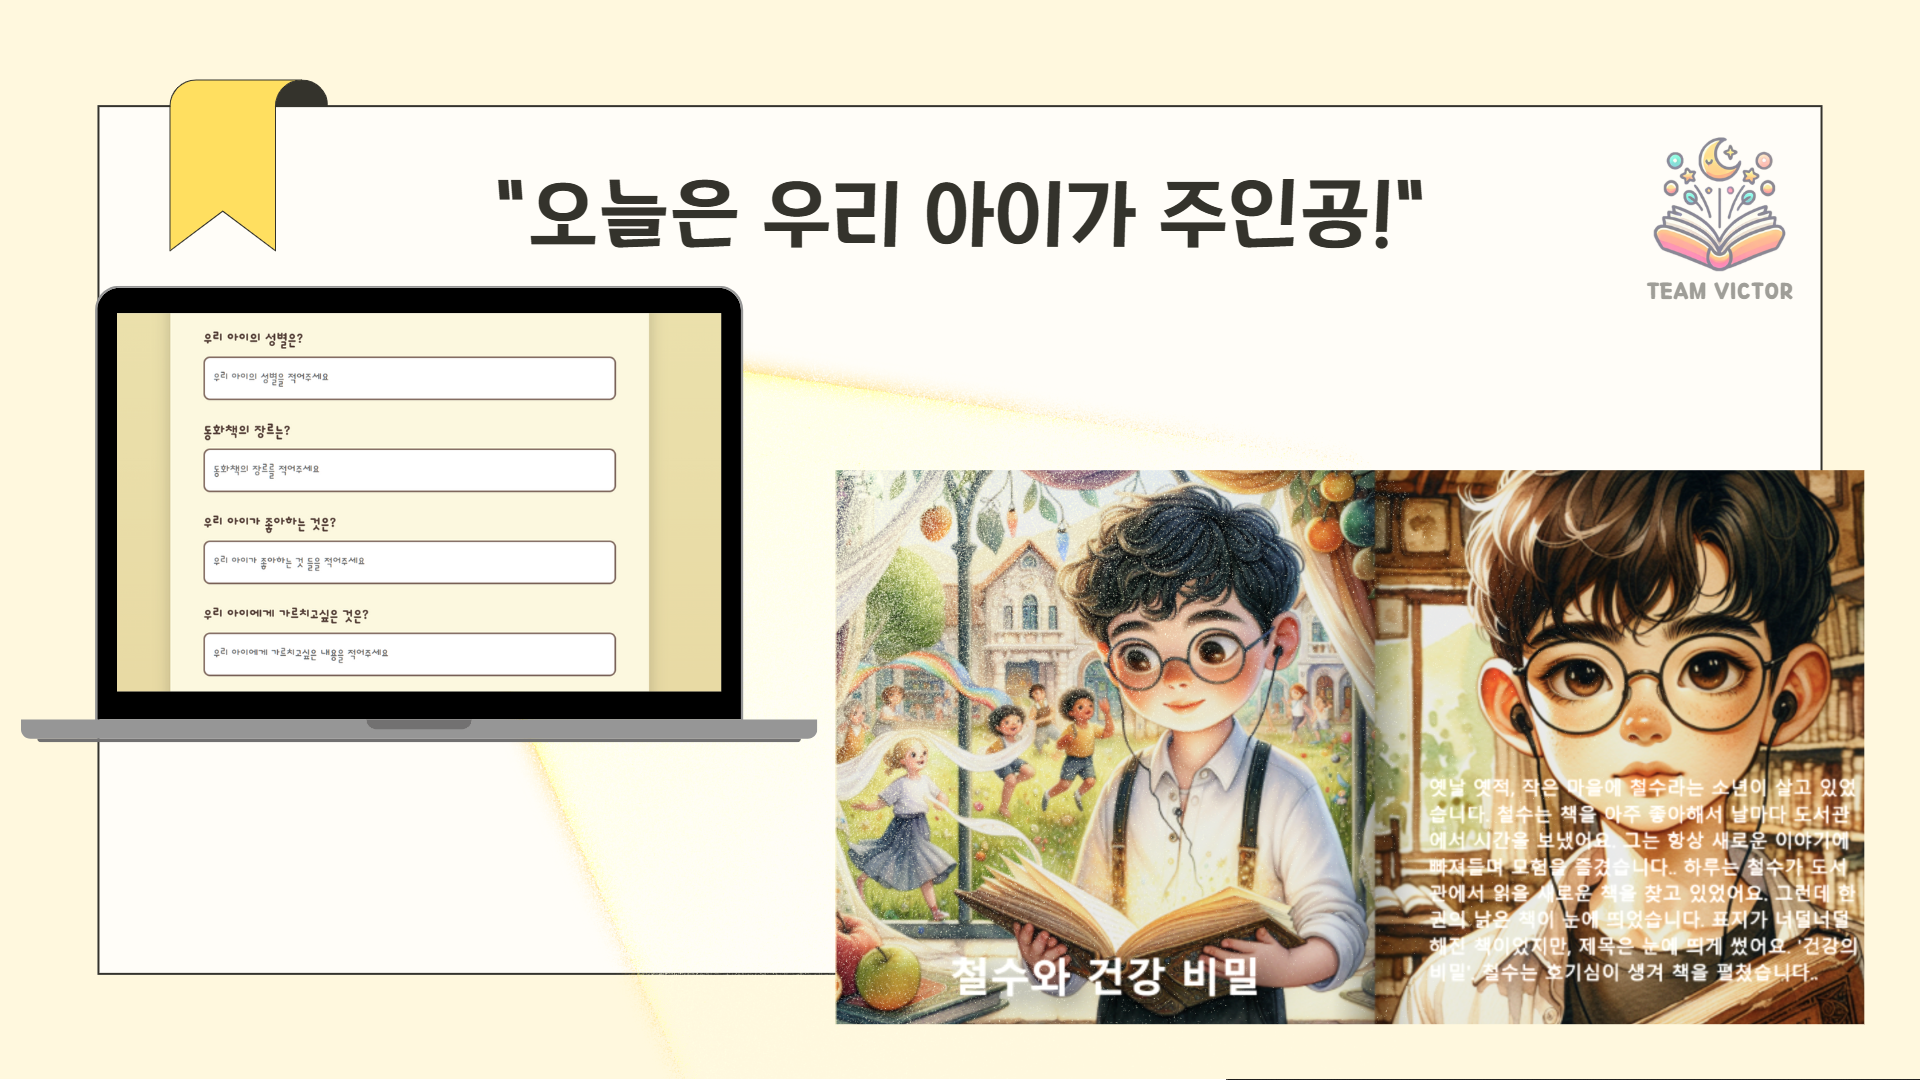 "오늘은 우리 아이가 주인공!"
TEAM VICTOR
우리 아이의 성별은?
우리 아이의 성별을 적어주세요
동화책의 장르는?
동화책의 장르를 적어주세요
우리 아이가 좋아하는 것은?
우리 아이가 좋아하는 것 들을 적어주세요
우리 아이에게 가르치고싶은 것은?
우리 아이에게 가르치고싶은 내용을 적어주세요
철수와 건강 비밀
옛날 옛적, 작은 마을에 철수라는 소년이 살고 있었
습니다. 철수는 책을 아주 좋아해서 날마다 도서관
에서 시간을 보냈어요. 그는 항상 새로운 이야기에
빠져들며 모험을 즐겼습니다.. 하루는 철수가 도서
관에서 읽을 새로운 책을 찾고 있었어요. 그런데 한
권의 낡은 책이 눈에 띄었습니다. 표지가 너덜너덜
해진 책이었지만, 제목은 눈에 띄게 썼어요. '건강의
비밀'. 철수는 호기심이 생겨 책을 펼쳤습니다..